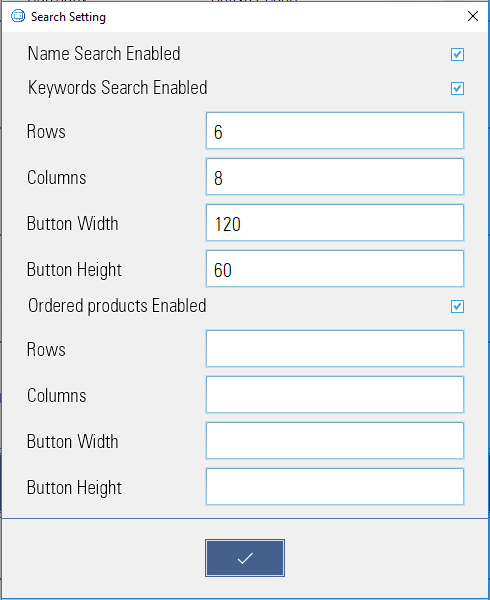 Search Setting
Name Search Enabled
Keywords Search Enabled
Rows 6
Columns 8
Button Width 120
Button Height 60
Ordered products Enabled
Rows
Columns
Button Width
Button Height